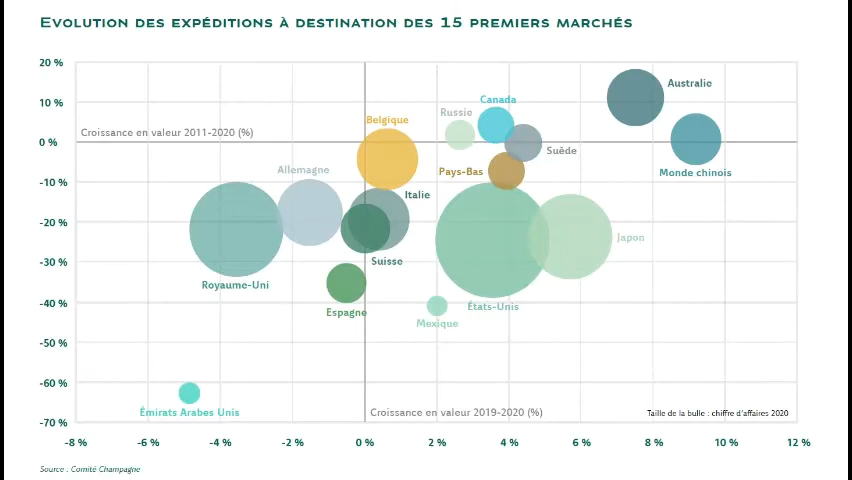 Evolution des expéditions à destination des 15 premiers marchés
20 %
10 %
0 %
-10 %
-20 %
-30 %
-40 %
-50 %
-60 %
-70 %
Croissance en valeur 2011-2020 (%)
Australie
Canada
Russie
Belgique
Suède
Monde chinois
Pays-Bas
Allemagne
Italie
Japon
Suisse
Royaume-Uni
États-Unis
Espagne
Mexique
Émirats Arabes Unis
Croissance en valeur 2019-2020 (%)
Taille de la bulle : chiffre d'affaires 2020
-8 % -6 % -4 % -2 % 0 % 2 % 4 % 6 % 8 % 10 % 12 %
Source : Comité Champagne